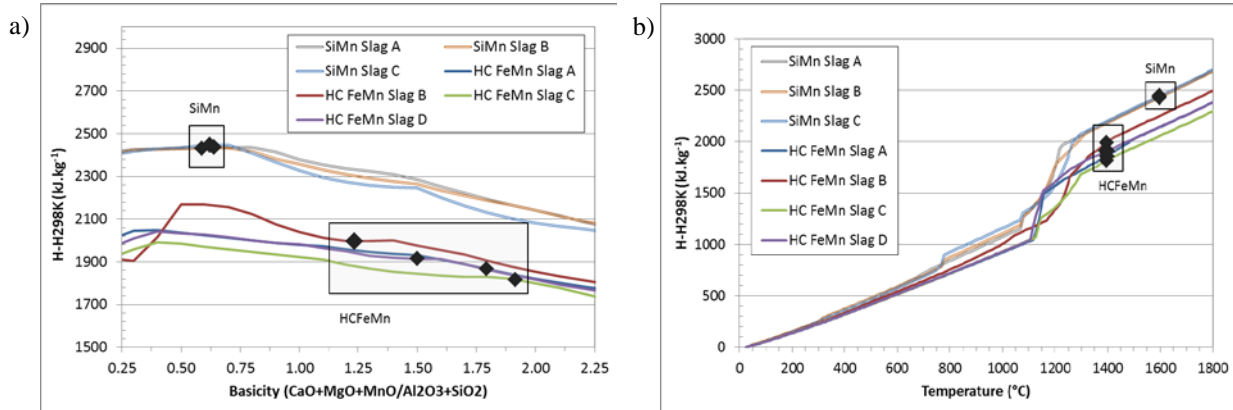 a)
H-H298K (kJ.kg-1)
2900
2700
2500
2300
2100
1900
1700
1500
SiMn Slag A
SiMn Slag B
SiMn Slag C
HC FeMn Slag A
HC FeMn Slag B
HC FeMn Slag C
HC FeMn Slag D
SiMn
HCFeMn
0.25 0.50 0.75 1.00 1.25 1.50 1.75 2.00 2.25
Basicity (CaO+MgO+MnO/Al2O3+SiO2)
b)
H-H298K (kJ.kg-1)
3000
2500
2000
1500
1000
500
0
SiMn Slag A
SiMn Slag B
SiMn Slag C
HC FeMn Slag A
HC FeMn Slag B
HC FeMn Slag C
HC FeMn Slag D
SiMn
HCFeMn
0 200 400 600 800 1000 1200 1400 1600 1800
Temperature (°C)